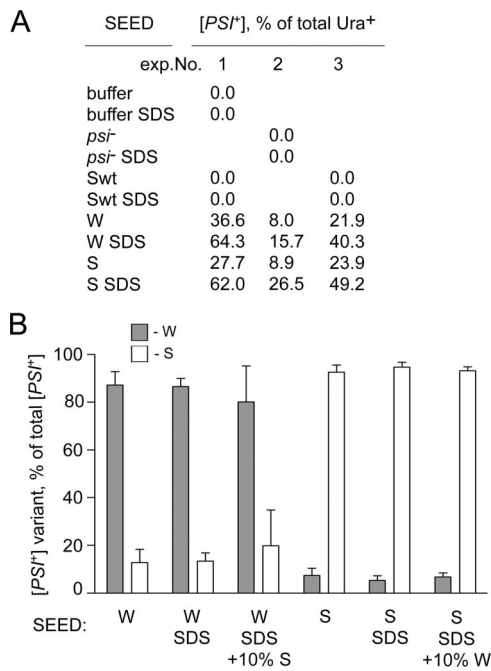 A
SEED [PSI+], % of total Ura+
exp.No. 1 2 3
buffer 0.0
buffer SDS 0.0
psi- 0.0
psi- SDS 0.0
Swt 0.0 0.0
Swt SDS 0.0 0.0
W 36.6 8.0 21.9
W SDS 64.3 15.7 40.3
S 27.7 8.9 23.9
S SDS 62.0 26.5 49.2
B
- W
- S
[PSI+] variant, % of total [PSI+]
100
80
60
40
20
0
SEED: W W W S S S
SDS SDS SDS SDS
+10% S +10% W